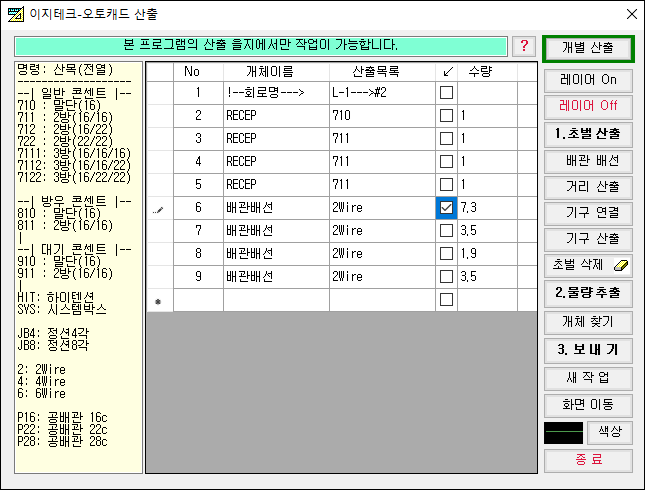 이지테크-오토캐드 산출
본 프로그램의 산출 을지에서만 작업이 가능합니다.
?
개별 산출
명령: 산목(전열)
--------------------
--| 일반 콘센트 |--
710 : 말단(16)
711 : 2방(16/16)
712 : 2방(16/22)
722 : 2방(22/22)
7111: 3방(16/16/16)
7112: 3방(16/16/22)
7122: 3방(16/22/22)
--| 방우 콘센트 |--
810 : 말단(16)
811 : 2방(16/16)
|
--| 대기 콘센트 |--
910 : 말단(16)
911 : 2방(16/16)
|
HIT: 하이텐션
SYS: 시스템박스
JB4: 정션4각
JB8: 정션8각
2: 2Wire
4: 4Wire
6: 6Wire
P16: 공배관 16c
P22: 공배관 22c
P28: 공배관 28c
No 개체이름 산출목록 ↙ 수량
1 !--회로명---> L-1--->#2
2 RECEP 710 1
3 RECEP 711 1
4 RECEP 711 1
5 RECEP 711 1
6 배관배선 2Wire 7,3
7 배관배선 2Wire 3,5
8 배관배선 2Wire 1,9
9 배관배선 2Wire 3,5
레이어 On
레이어 Off
1.초벌 산출
배관 배선
거리 산출
기구 연결
기구 산출
초벌 삭제
2.물량 추출
개체 찾기
3. 보 내 기
새 작 업
화면 이동
색상
종 료